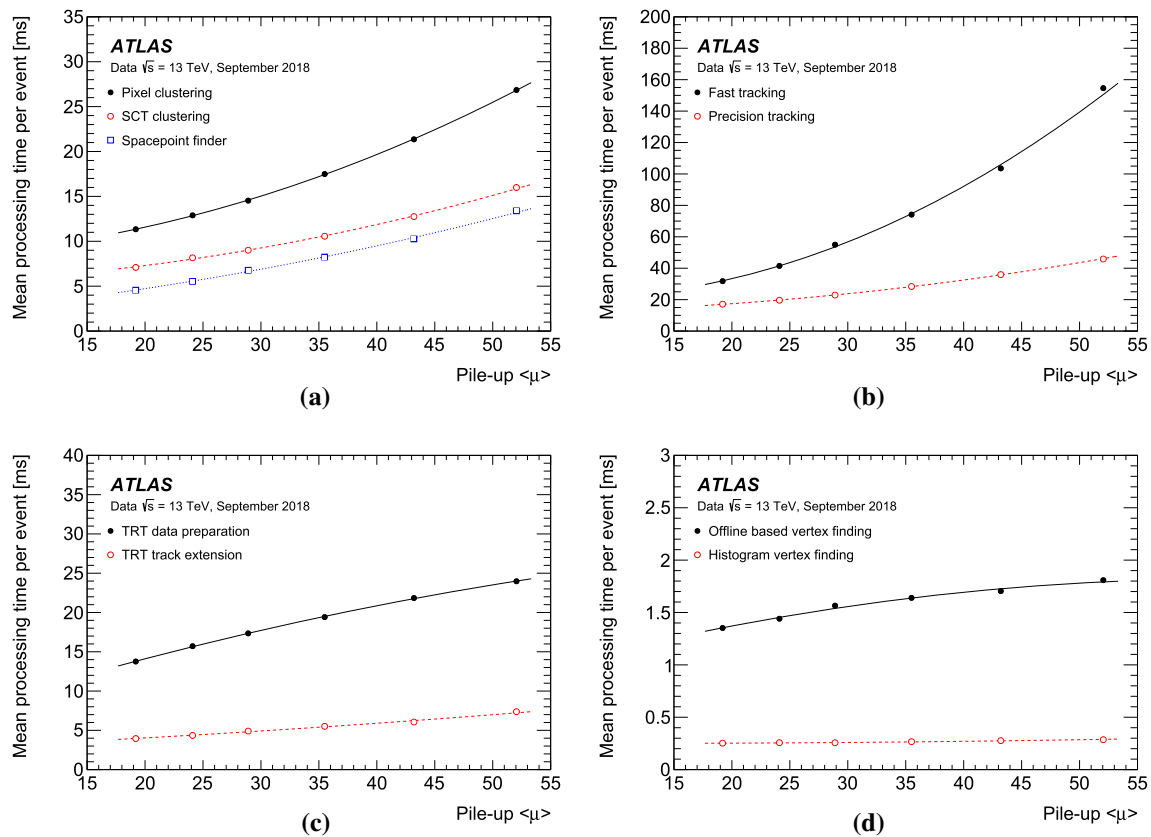 Mean processing time per event [ms]
35
30
25
20
15
10
5
0
ATLAS
Data √s = 13 TeV, September 2018
Pixel clustering
SCT clustering
Spacepoint finder
15 20 25 30 35 40 45 50 55
Pile-up <μ>
(a)
Mean processing time per event [ms]
200
180
160
140
120
100
80
60
40
20
0
ATLAS
Data √s = 13 TeV, September 2018
Fast tracking
Precision tracking
15 20 25 30 35 40 45 50 55
Pile-up <μ>
(b)
Mean processing time per event [ms]
40
35
30
25
20
15
10
5
0
ATLAS
Data √s = 13 TeV, September 2018
TRT data preparation
TRT track extension
15 20 25 30 35 40 45 50 55
Pile-up <μ>
(c)
Mean processing time per event [ms]
3
2.5
2
1.5
1
0.5
0
ATLAS
Data √s = 13 TeV, September 2018
Offline based vertex finding
Histogram vertex finding
15 20 25 30 35 40 45 50 55
Pile-up <μ>
(d)